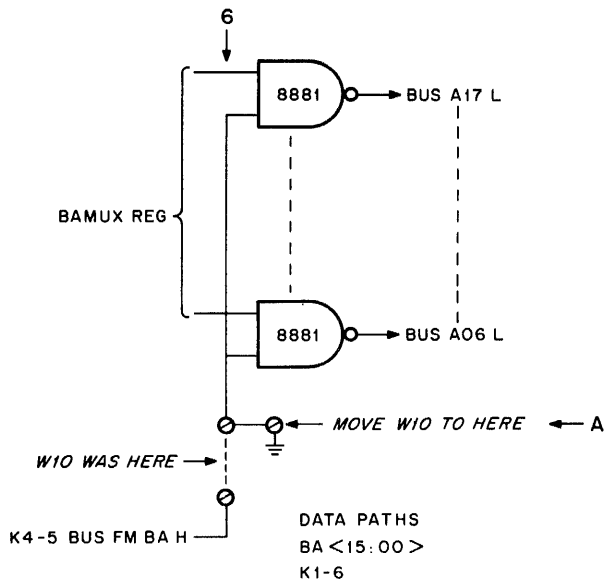 6
8881
BUS A17 L
BAMUX REG
8881
BUS A06 L
MOVE W10 TO HERE
A
W10 WAS HERE
K4-5 BUS FM BA H
DATA PATHS
BA <15:00>
K1-6